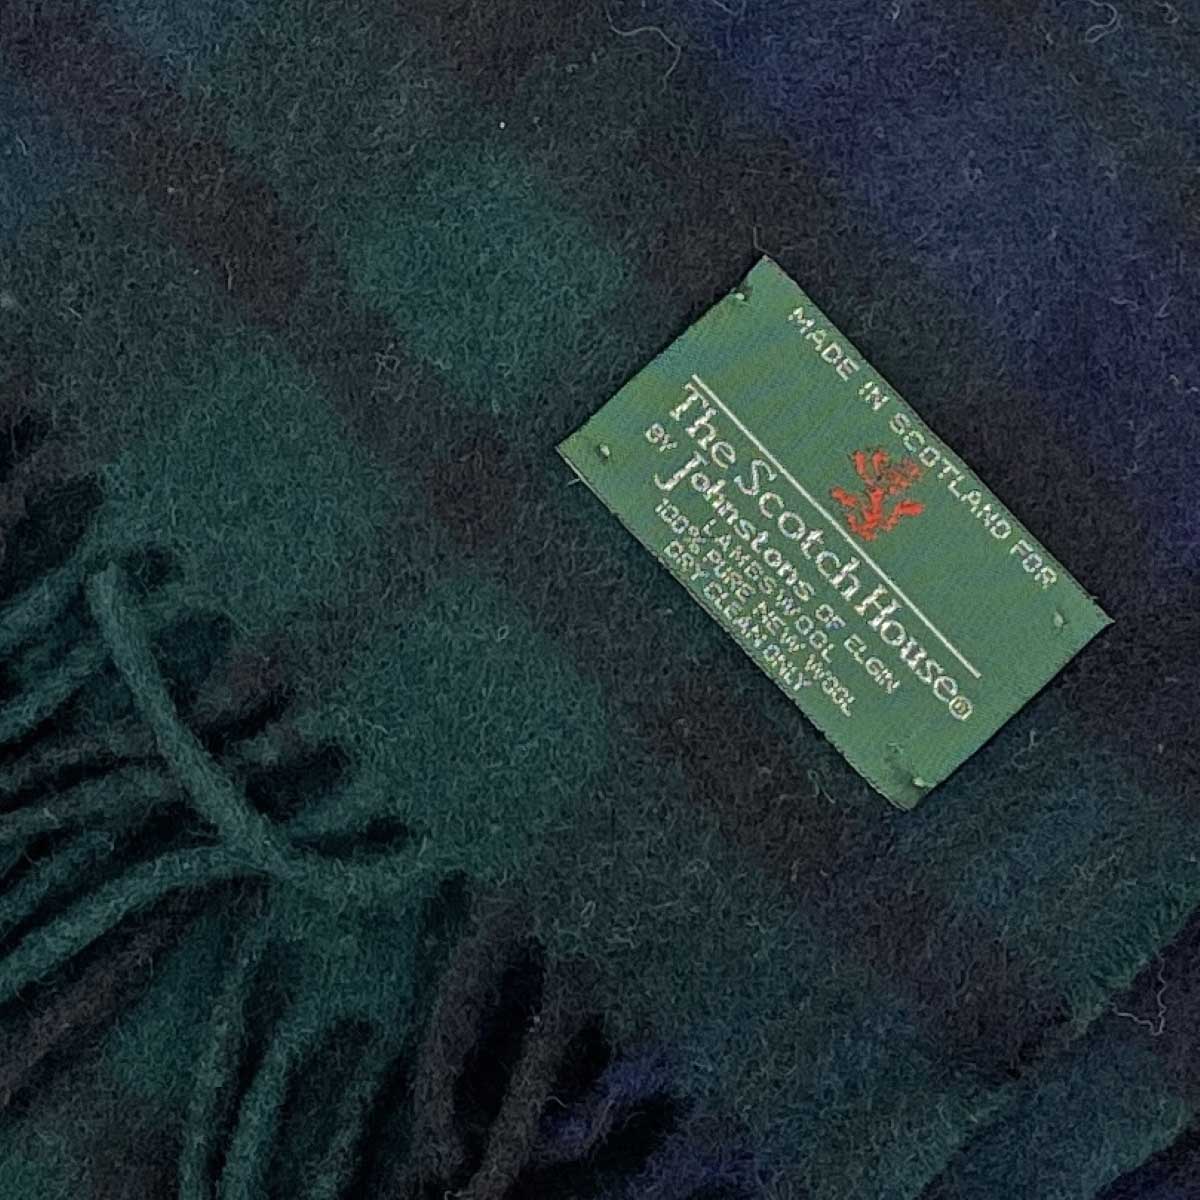 MADE IN SCOTLAND FOR
The Scotch House®
BY Johnstons OF ELGIN
LAMBSWOOL
100% PURE NEW WOOL
DRY CLEAN ONLY